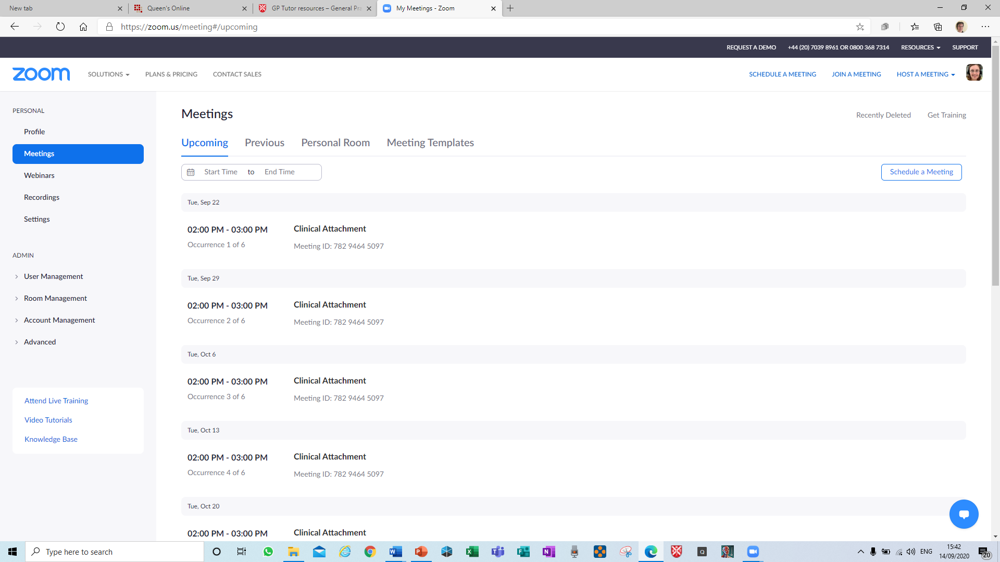 New tab
Queen's Online
GP Tutor resources – General Pra
My Meetings - Zoom
https://zoom.us/meeting#/upcoming
REQUEST A DEMO
+44 (20) 7039 8961 OR 0800 368 7314
RESOURCES
SUPPORT
zoom
SOLUTIONS
PLANS & PRICING
CONTACT SALES
SCHEDULE A MEETING
JOIN A MEETING
HOST A MEETING
PERSONAL
Profile
Meetings
Webinars
Recordings
Settings
ADMIN
User Management
Room Management
Account Management
Advanced
Attend Live Training
Video Tutorials
Knowledge Base
Meetings
Recently Deleted
Get Training
Upcoming
Previous
Personal Room
Meeting Templates
Start Time to End Time
Schedule a Meeting
Tue, Sep 22
02:00 PM - 03:00 PM
Clinical Attachment
Occurrence 1 of 6
Meeting ID: 782 9464 5097
Tue, Sep 29
02:00 PM - 03:00 PM
Clinical Attachment
Occurrence 2 of 6
Meeting ID: 782 9464 5097
Tue, Oct 6
02:00 PM - 03:00 PM
Clinical Attachment
Occurrence 3 of 6
Meeting ID: 782 9464 5097
Tue, Oct 13
02:00 PM - 03:00 PM
Clinical Attachment
Occurrence 4 of 6
Meeting ID: 782 9464 5097
Tue, Oct 20
02:00 PM - 03:00 PM
Clinical Attachment
Type here to search
ENG
15:42
14/09/2020
20